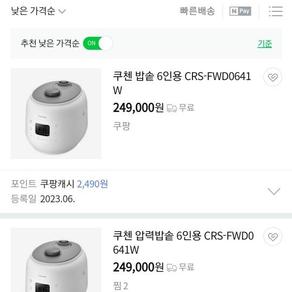 낮은 가격순
빠른배송
N Pay
추천 낮은 가격순
ON
기준
쿠첸 밥솥 6인용 CRS-FWD0641
W
249,000원 무료
쿠팡
포인트 쿠팡캐시 2,490원
등록일 2023.06.
쿠첸 압력밥솥 6인용 CRS-FWD0
641W
249,000원 무료
찜 2